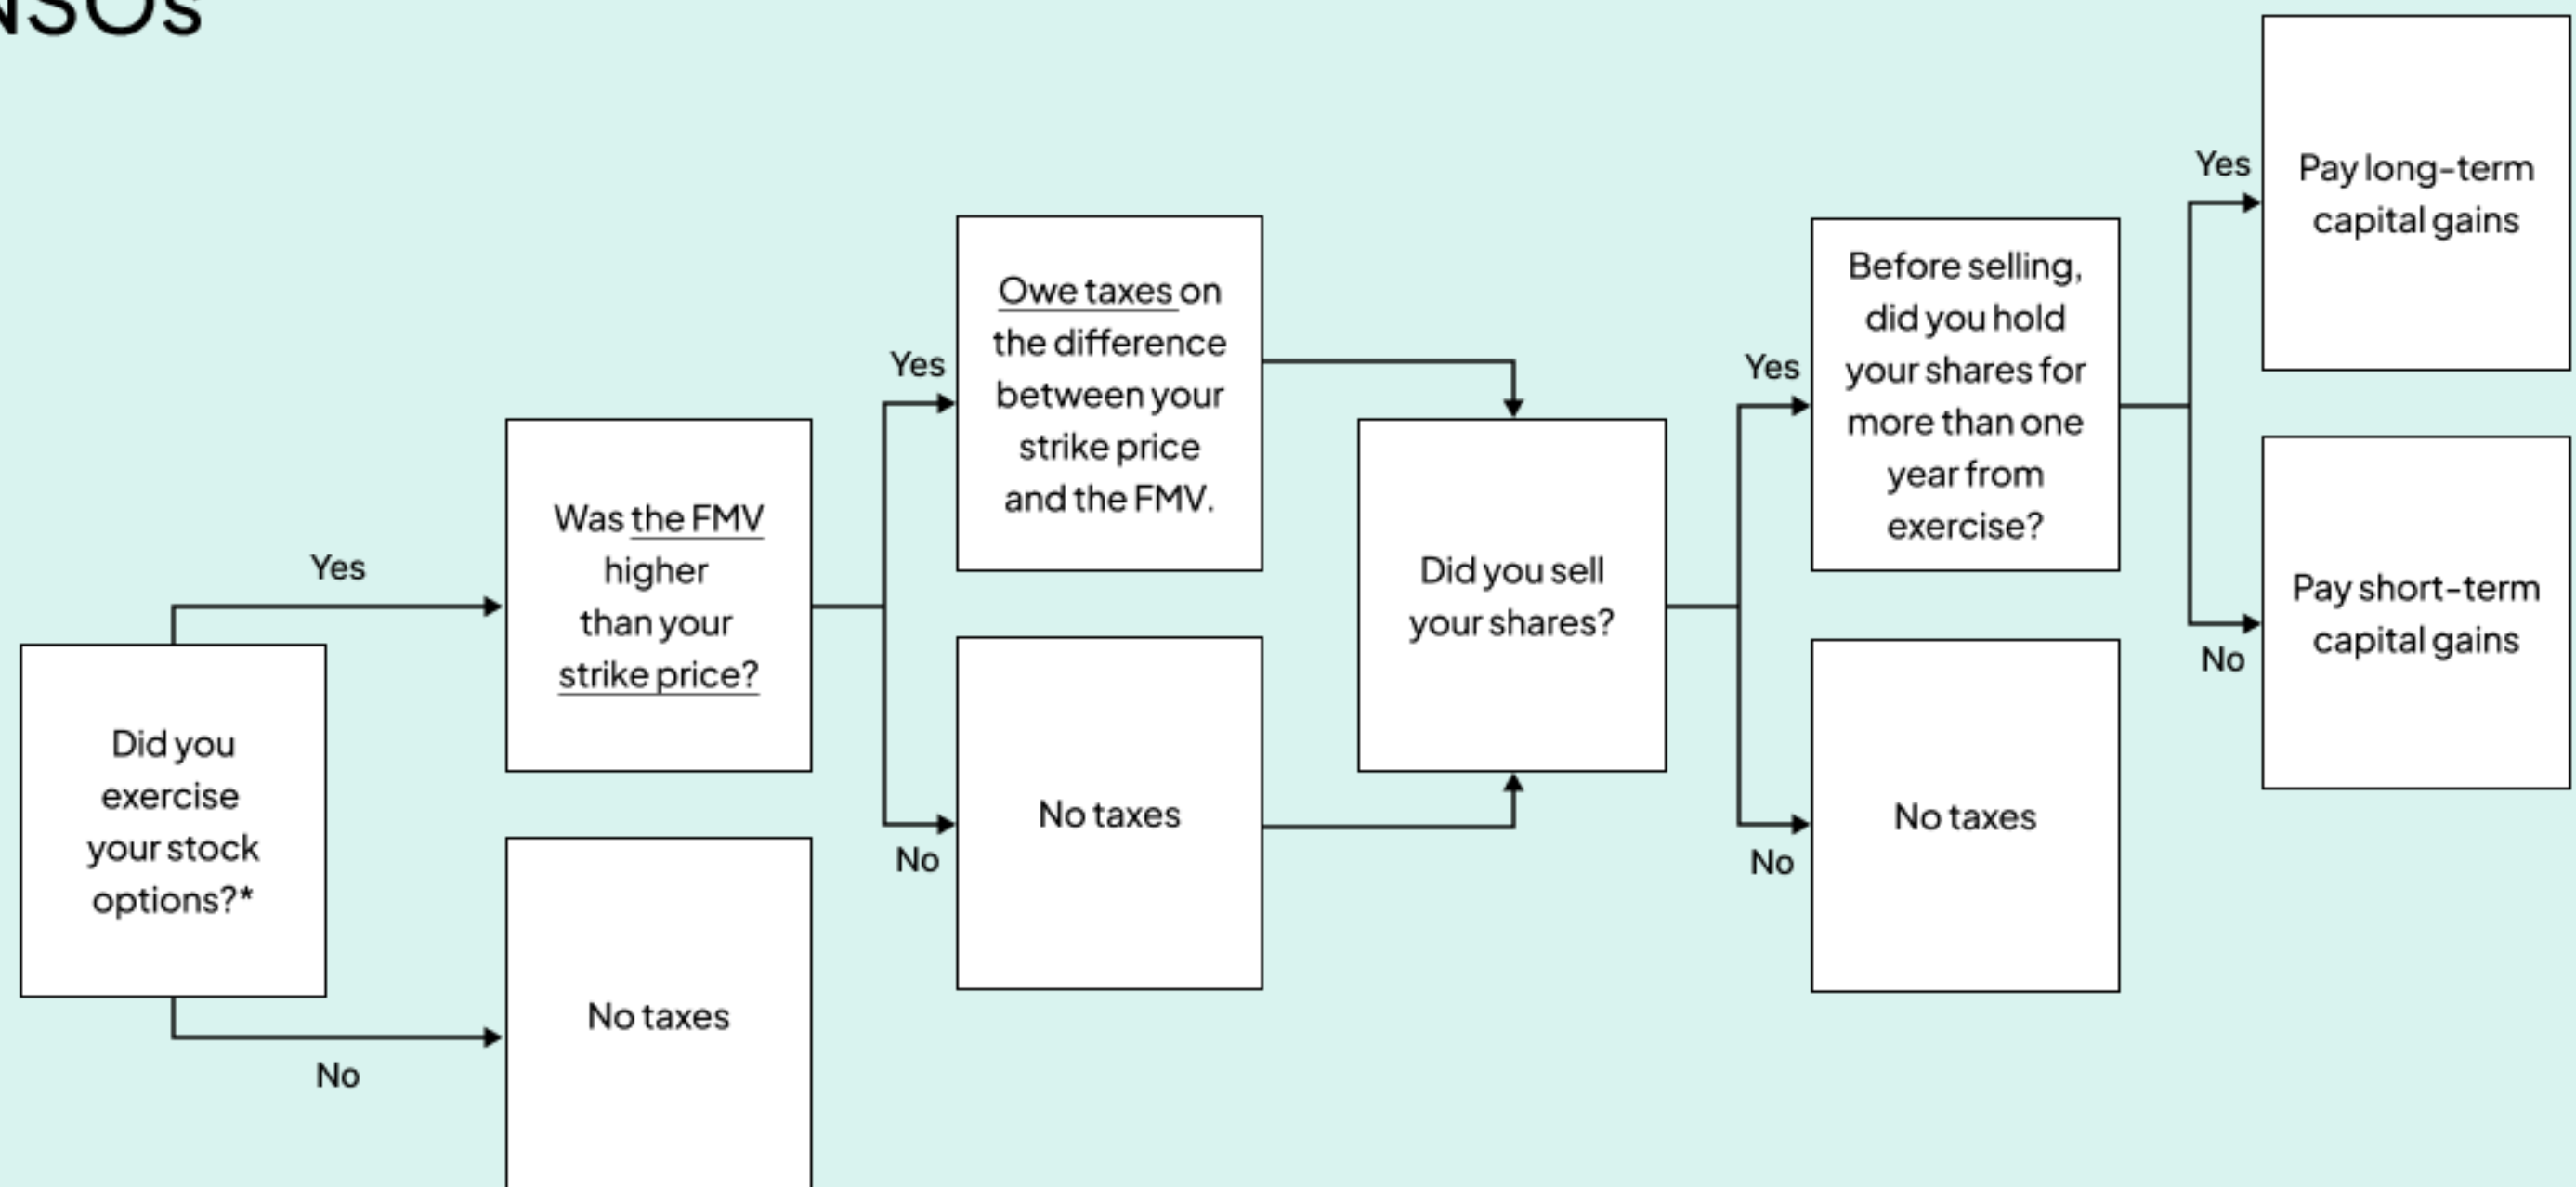 NSOs
Did you
exercise
your stock
options?*
Yes
No
Was the FMV
higher
than your
strike price?
No taxes
Yes
No
Owe taxes on
the difference
between your
strike price
and the FMV.
No taxes
Did you sell
your shares?
Yes
No
Before selling,
did you hold
your shares for
more than one
year from
exercise?
No taxes
Yes
No
Pay long-term
capital gains
Pay short-term
capital gains